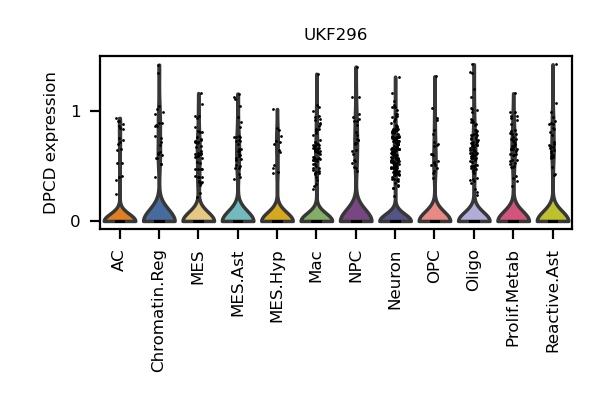 UKF296
DPCD expression
1
0
AC
Chromatin.Reg
MES
MES.Ast
MES.Hyp
Mac
NPC
Neuron
OPC
Oligo
Prolif.Metab
Reactive.Ast